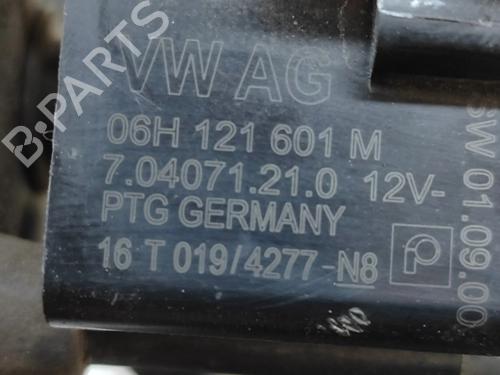 VW AG
06H 121 601 M
7.04071.21.0 12V-
PTG GERMANY
16 T 019/4277-N8
SW 01.09.00
B-PARTS